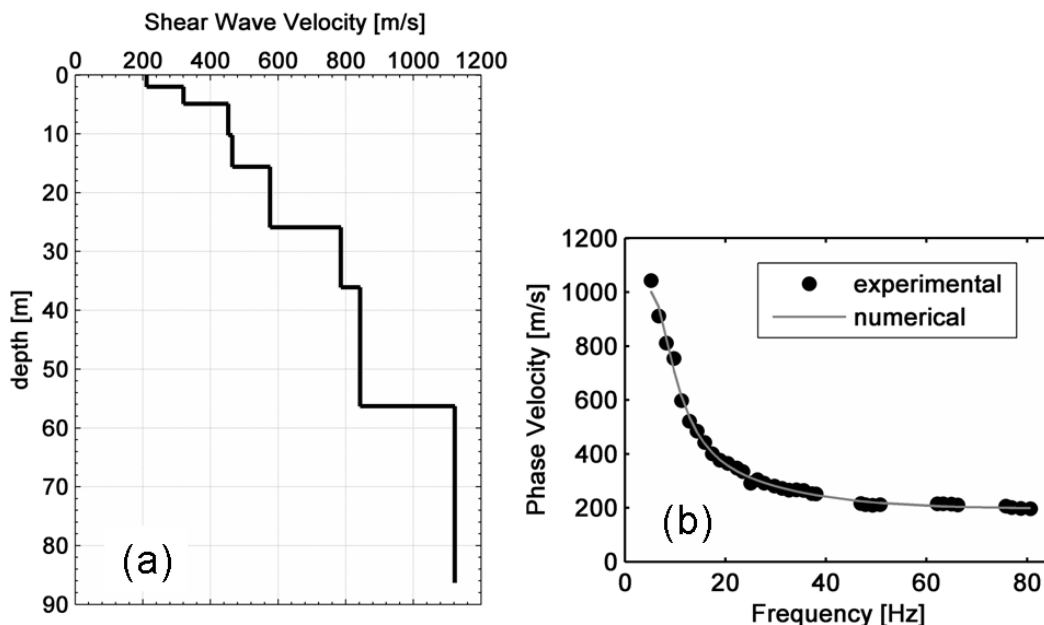 Shear Wave Velocity [m/s]
0 200 400 600 800 1000 1200
0
10
20
30
40
50
60
70
80
90
depth [m]
(a)
1200
1000
800
600
400
200
0
Phase Velocity [m/s]
experimental
numerical
(b)
0 20 40 60 80
Frequency [Hz]